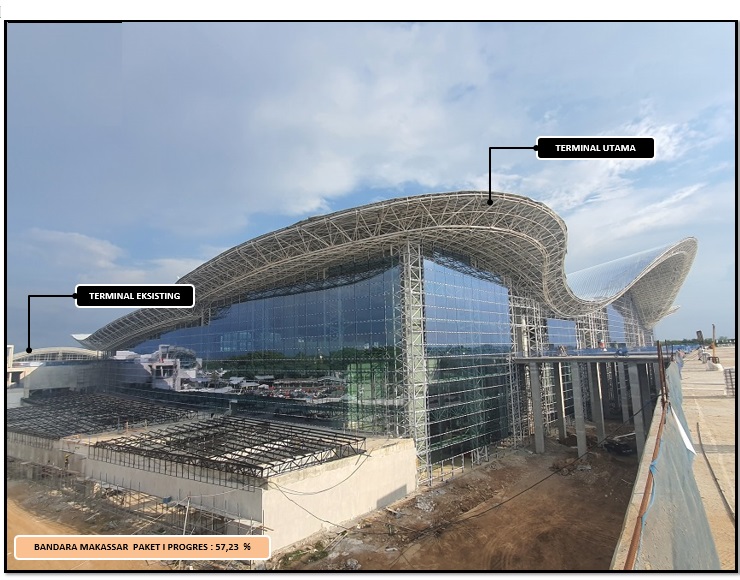 TERMINAL UTAMA
TERMINAL EKSISTING
BANDARA MAKASSAR PAKET I PROGRES : 57,23 %